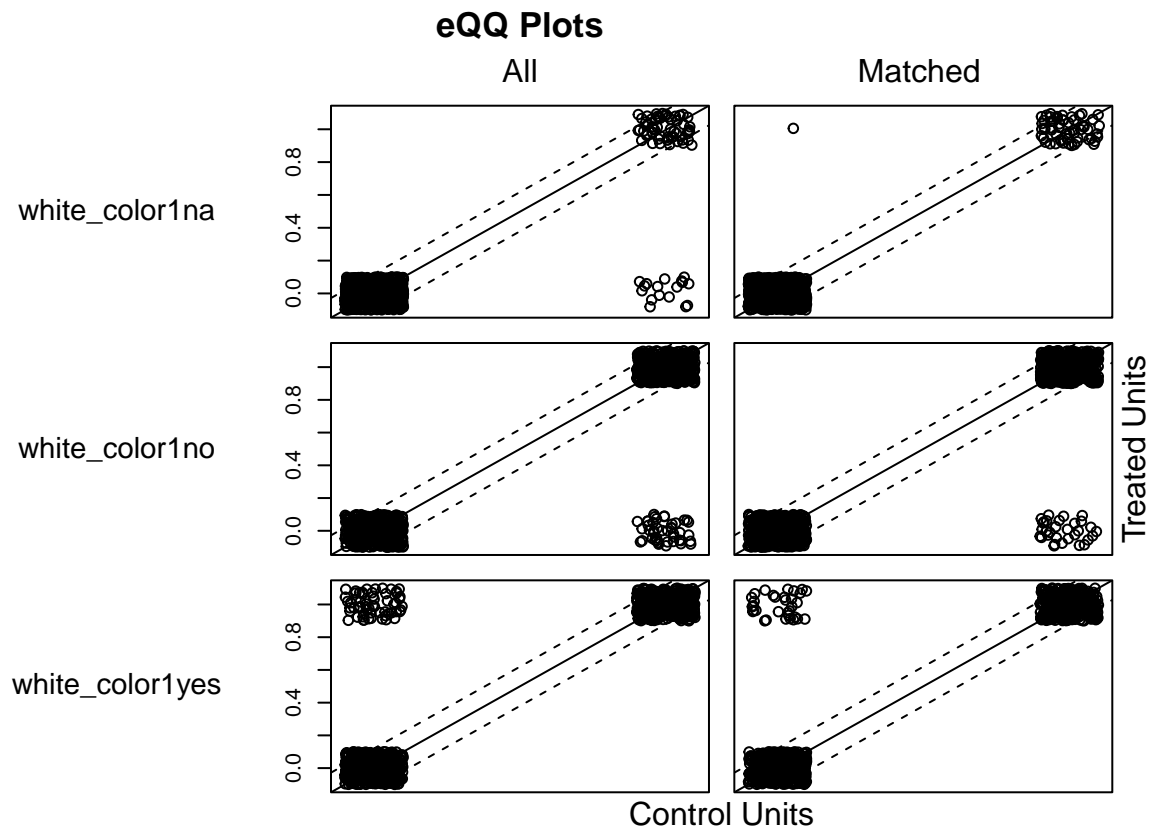 eQQ Plots
All
Matched
white_color1na
0.0 0.4 0.8
white_color1no
0.0 0.4 0.8
white_color1yes
0.0 0.4 0.8
Control Units
Treated Units